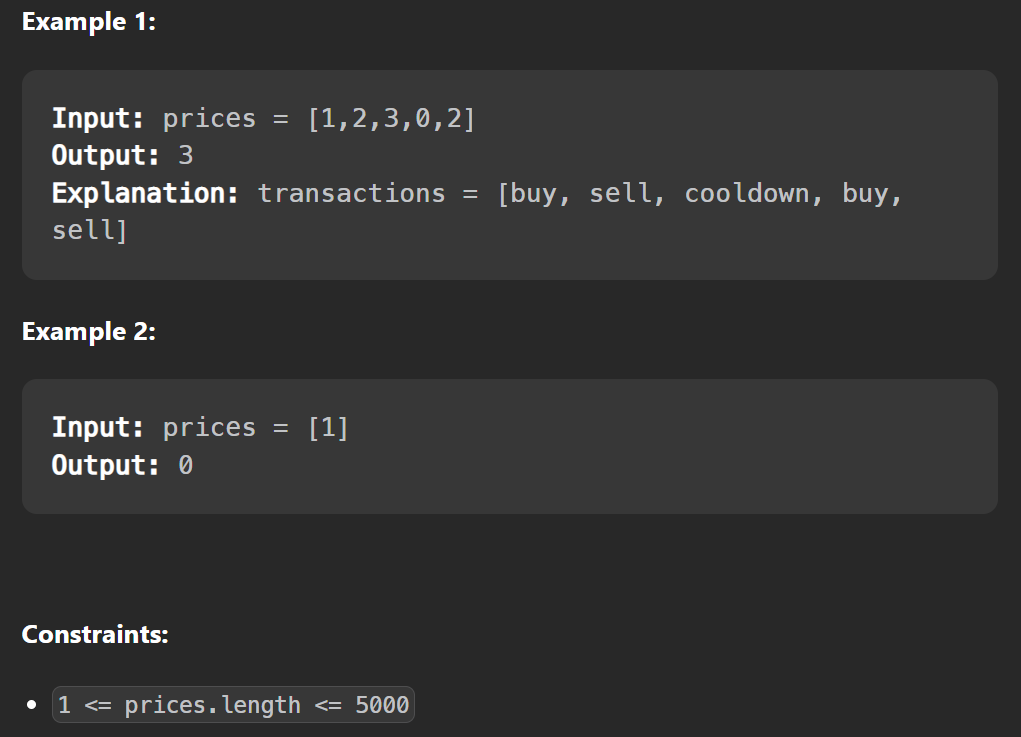 Example 1:
Input: prices = [1,2,3,0,2]
Output: 3
Explanation: transactions = [buy, sell, cooldown, buy,
sell]
Example 2:
Input: prices = [1]
Output: 0
Constraints:
• 1 <= prices.length <= 5000